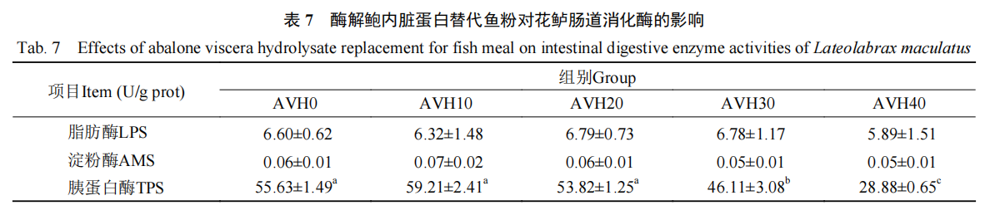 表 7 酶解鲍内脏蛋白替代鱼粉对花鲈肠道消化酶的影响
Tab. 7 Effects of abalone viscera hydrolysate replacement for fish meal on intestinal digestive enzyme activities of Lateolabrax maculatus
项目Item (U/g prot) 组别Group
AVH0 AVH10 AVH20 AVH30 AVH40
脂肪酶LPS 6.60±0.62 6.32±1.48 6.79±0.73 6.78±1.17 5.89±1.51
淀粉酶AMS 0.06±0.01 0.07±0.02 0.06±0.01 0.05±0.01 0.05±0.01
胰蛋白酶TPS 55.63±1.49a 59.21±2.41a 53.82±1.25a 46.11±3.08b 28.88±0.65c